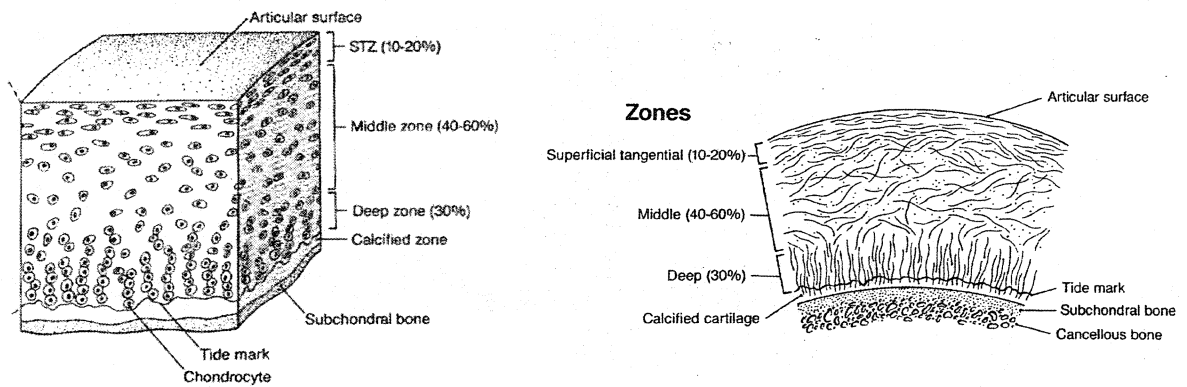 Articular surface
STZ (10-20%)
Middle zone (40-60%)
Deep zone (30%)
Calcified zone
Subchondral bone
Tide mark
Chondrocyte
Zones
Articular surface
Superficial tangential (10-20%)
Middle (40-60%)
Deep (30%)
Calcified cartilage
Tide mark
Subchondral bone
Cancellous bone